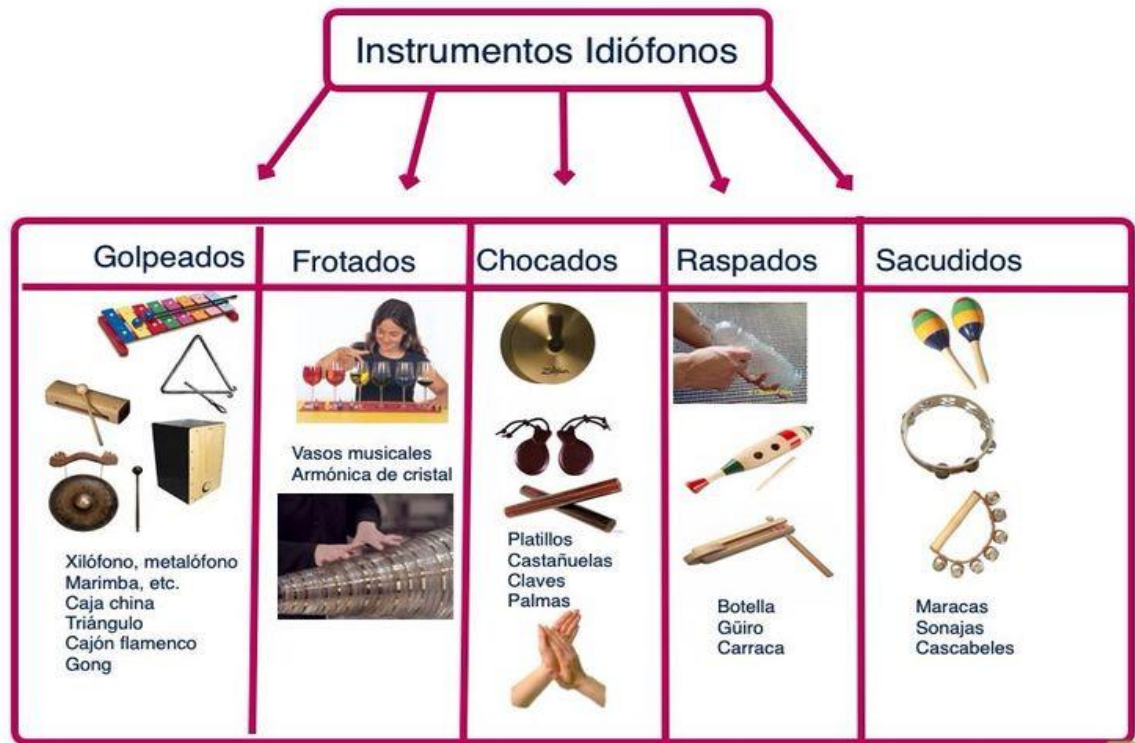 Instrumentos Idiófonos
Golpeados
Frotados
Chocados
Raspados
Sacudidos
Xilófono, metalófono
Marimba, etc.
Caja china
Triángulo
Cajón flamenco
Gong
Vasos musicales
Armónica de cristal
Platillos
Castañuelas
Claves
Palmas
Botella
Güiro
Carraca
Maracas
Sonajas
Cascabeles